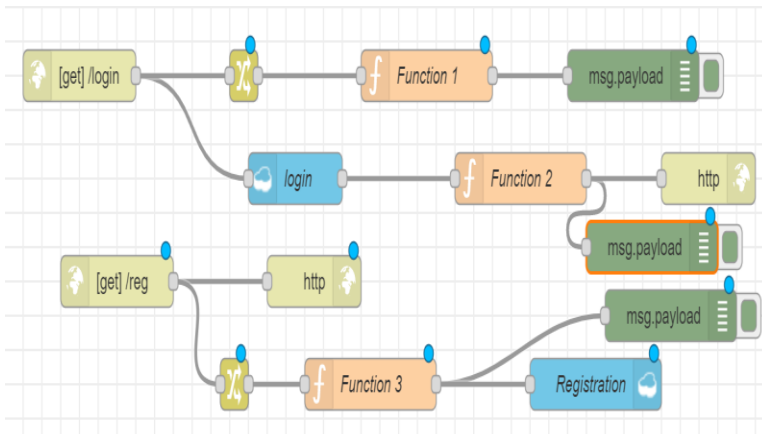 [get] /login
f Function 1
msg.payload
login
f Function 2
http
msg.payload
[get] /reg
http
msg.payload
f Function 3
Registration